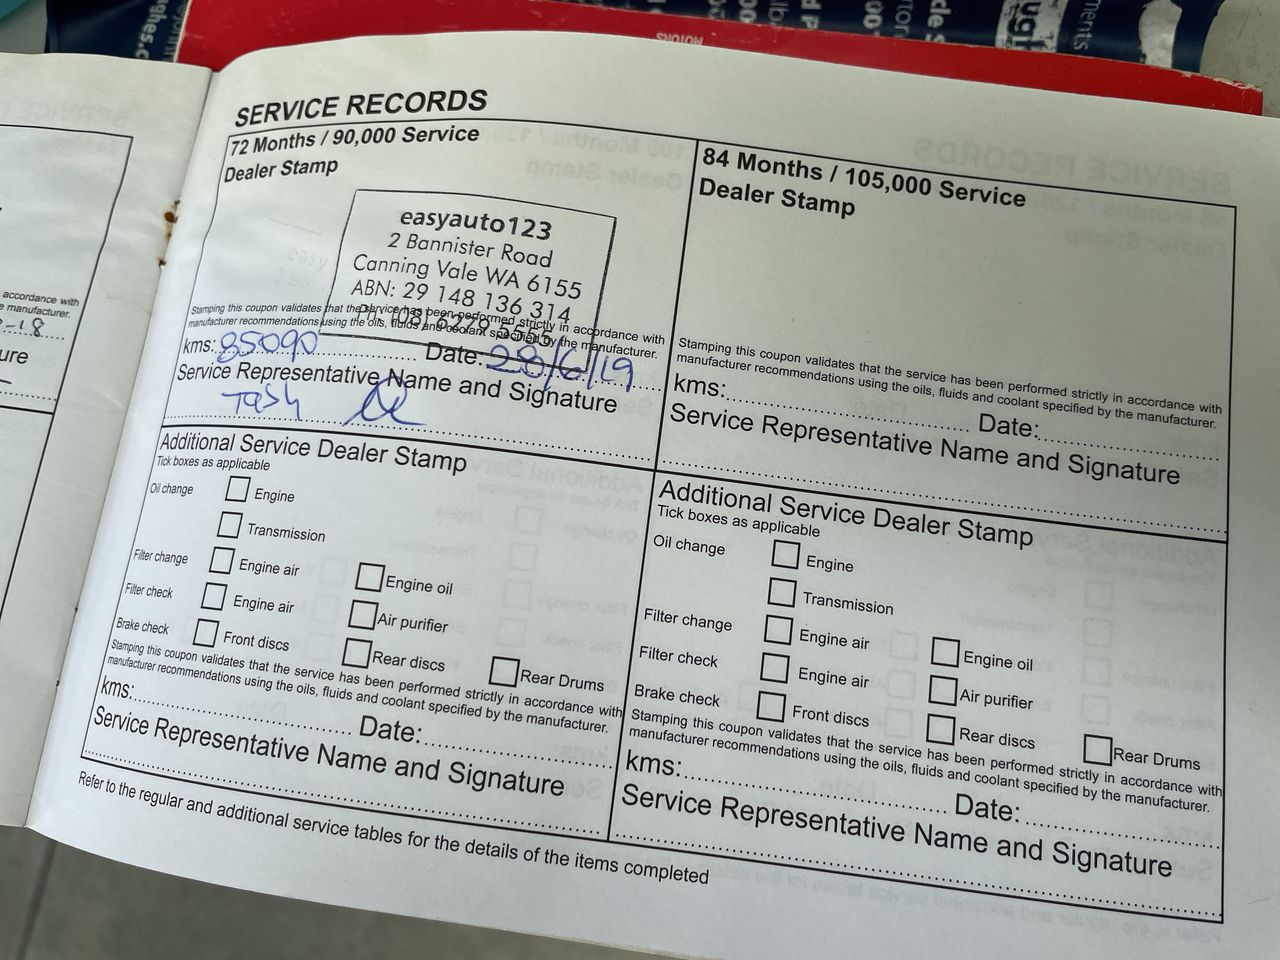 SERVICE RECORDS
72 Months / 90,000 Service
Dealer Stamp
easyauto123
2 Bannister Road
Canning Vale WA 6155
ABN: 29 148 136 314
Ph: (08) 6279 5555
Stamping this coupon validates that the service has been performed strictly in accordance with
manufacturer recommendations using the oils, fluids and coolant specified by the manufacturer.
kms: 85090 Date: 28/6/19
Service Representative Name and Signature
Tash
Additional Service Dealer Stamp
Tick boxes as applicable
Oil change Engine
Transmission
Filter change Engine air Engine oil
Filter check Engine air Air purifier
Brake check Front discs Rear discs Rear Drums
Stamping this coupon validates that the service has been performed strictly in accordance with
manufacturer recommendations using the oils, fluids and coolant specified by the manufacturer.
kms: Date:
Service Representative Name and Signature
84 Months / 105,000 Service
Dealer Stamp
Stamping this coupon validates that the service has been performed strictly in accordance with
manufacturer recommendations using the oils, fluids and coolant specified by the manufacturer.
kms: Date:
Service Representative Name and Signature
Additional Service Dealer Stamp
Tick boxes as applicable
Oil change Engine
Transmission
Filter change Engine air Engine oil
Filter check Engine air Air purifier
Brake check Front discs Rear discs Rear Drums
Stamping this coupon validates that the service has been performed strictly in accordance with
manufacturer recommendations using the oils, fluids and coolant specified by the manufacturer.
kms: Date:
Service Representative Name and Signature
Refer to the regular and additional service tables for the details of the items completed
accordance with
manufacturer.
-18
MOTORS